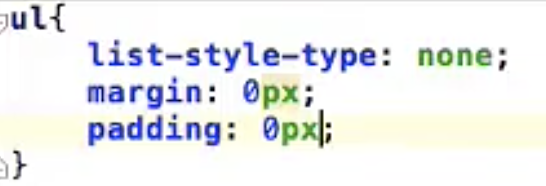 ul{
list-style-type: none;
margin: 0px;
padding: 0px;
}